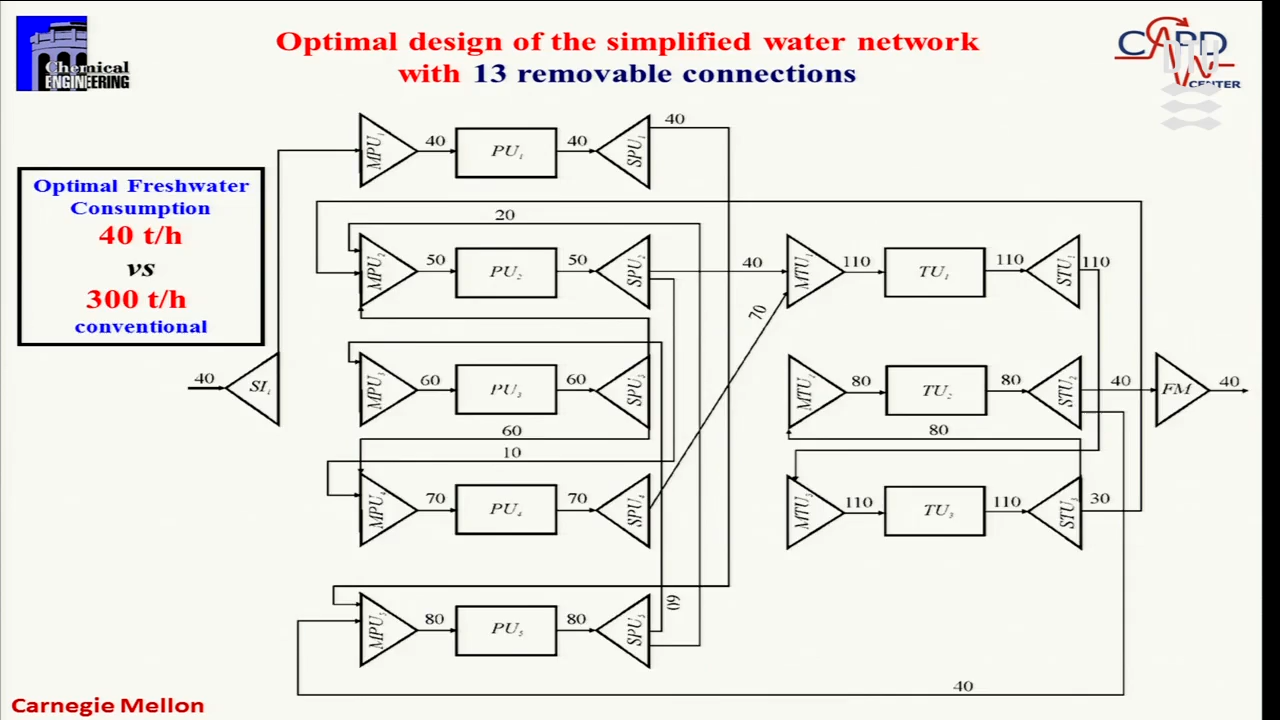 Optimal design of the simplified water network
with 13 removable connections
Chemical
ENGINEERING
CAPD
CENTER
DTU
Optimal Freshwater
Consumption
40 t/h
vs
300 t/h
conventional
40
MPU₁
40
PU₁
40
SPU₁
20
MPU₂
50
PU₂
50
SPU₂
40
MTU₁
110
TU₁
110
STU₁
110
70
40
SI₁
60
PU₃
60
SPU₃
80
TU₂
80
STU₂
40
FM
40
60
80
10
MPU₄
70
PU₄
70
SPU₄
MTU₃
110
TU₃
110
30
60
MPU₅
80
PU₅
80
SPU₅
40
Carnegie Mellon